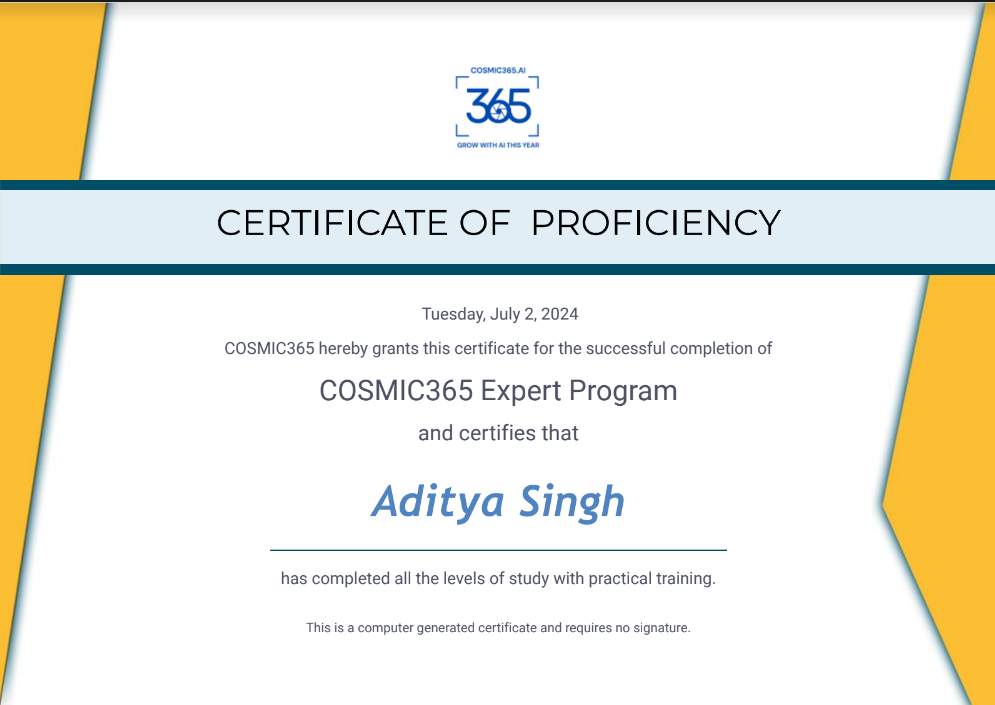 COSMIC365.AI
365
GROW WITH AI THIS YEAR
CERTIFICATE OF PROFICIENCY
Tuesday, July 2, 2024
COSMIC365 hereby grants this certificate for the successful completion of
COSMIC365 Expert Program
and certifies that
Aditya Singh
has completed all the levels of study with practical training.
This is a computer generated certificate and requires no signature.